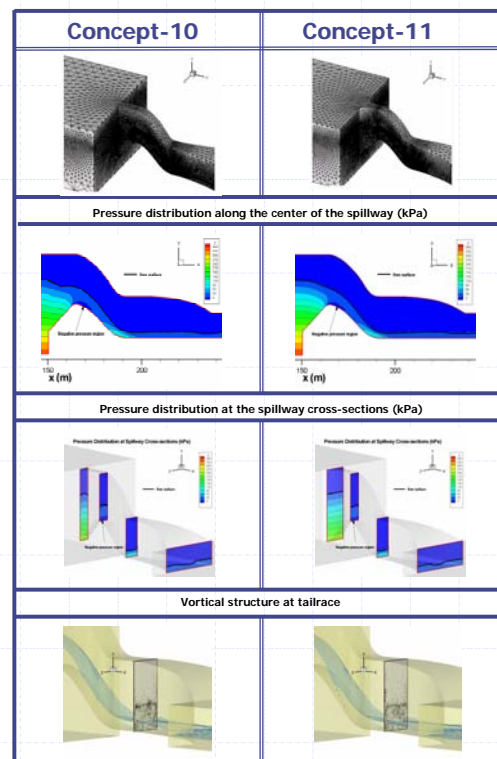 Concept-10 Concept-11
Pressure distribution along the center of the spillway (kPa)
free surface free surface
Negative pressure region Negative pressure region
150 200 150 200
x (m) x (m)
Pressure distribution at the spillway cross-sections (kPa)
Pressure Distribution at Spillway Cross-Sections (kPa) Pressure Distribution at Spillway Cross-Sections (kPa)
free surface free surface
Negative pressure region Negative pressure region
Vortical structure at tailrace